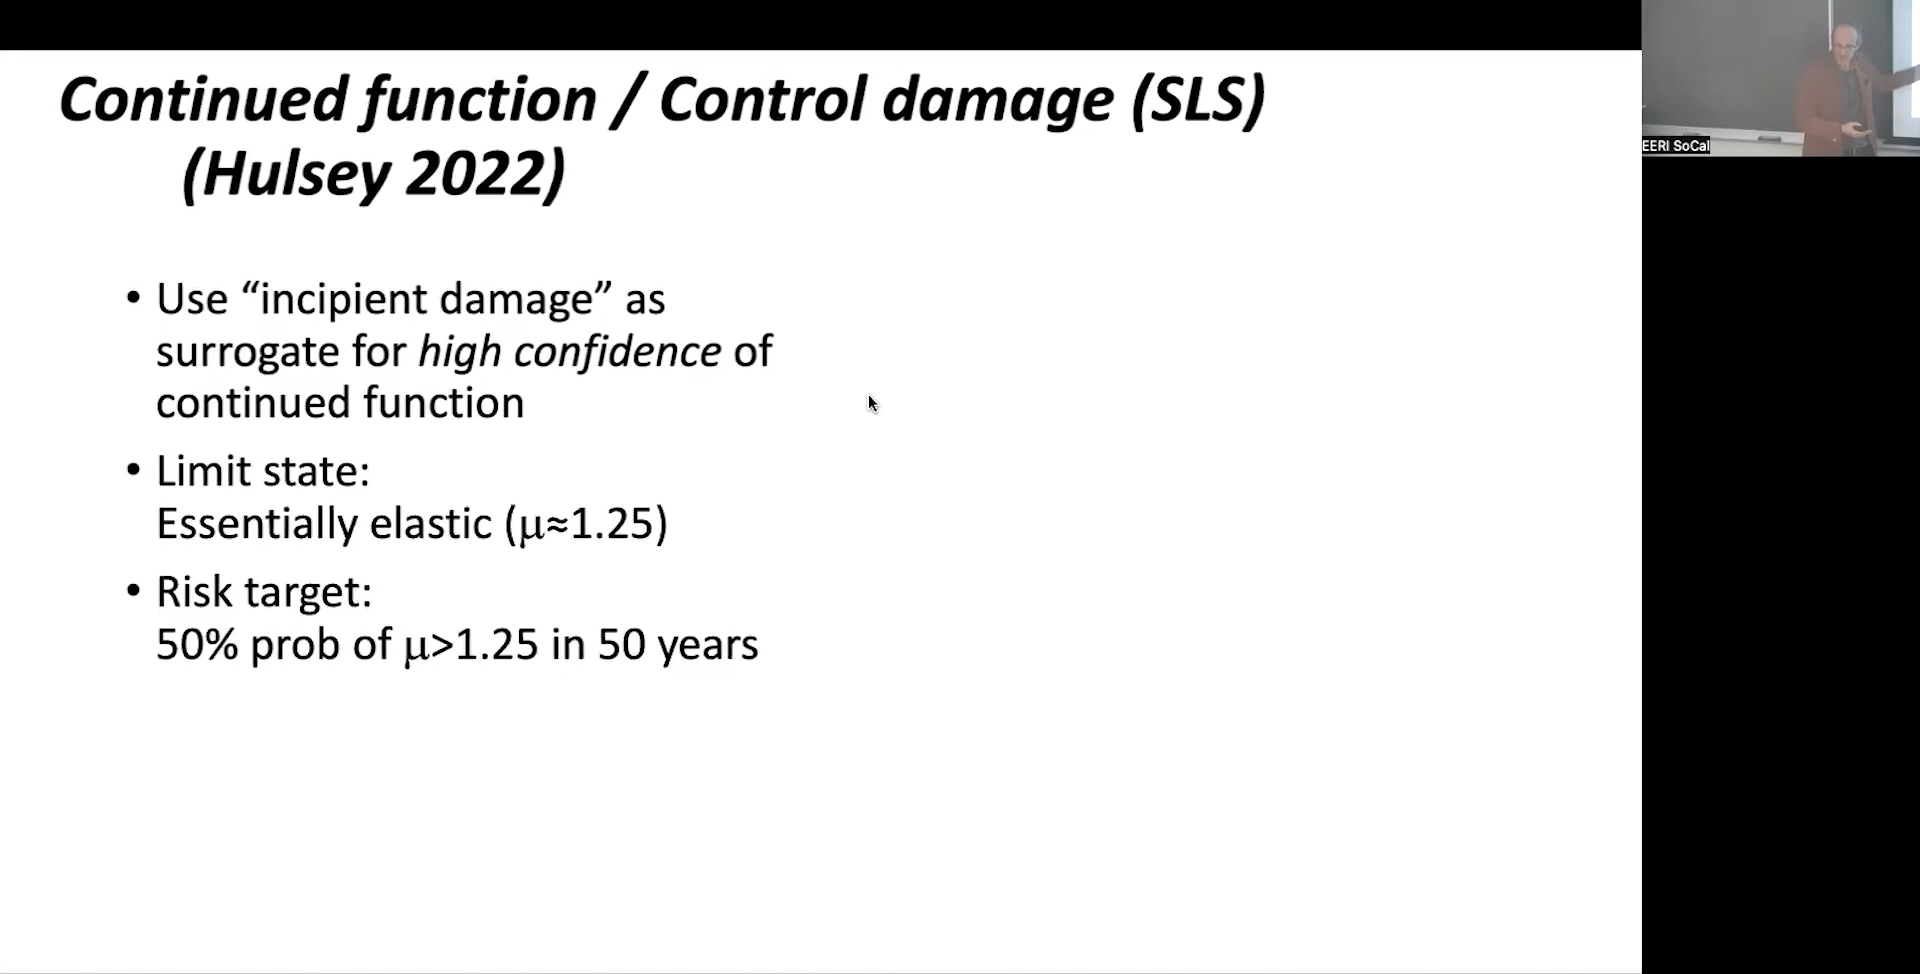 Continued function / Control damage (SLS)
(Hulsey 2022)
• Use “incipient damage” as
surrogate for high confidence of
continued function
• Limit state:
Essentially elastic (μ≈1.25)
• Risk target:
50% prob of μ>1.25 in 50 years
EERI SoCal